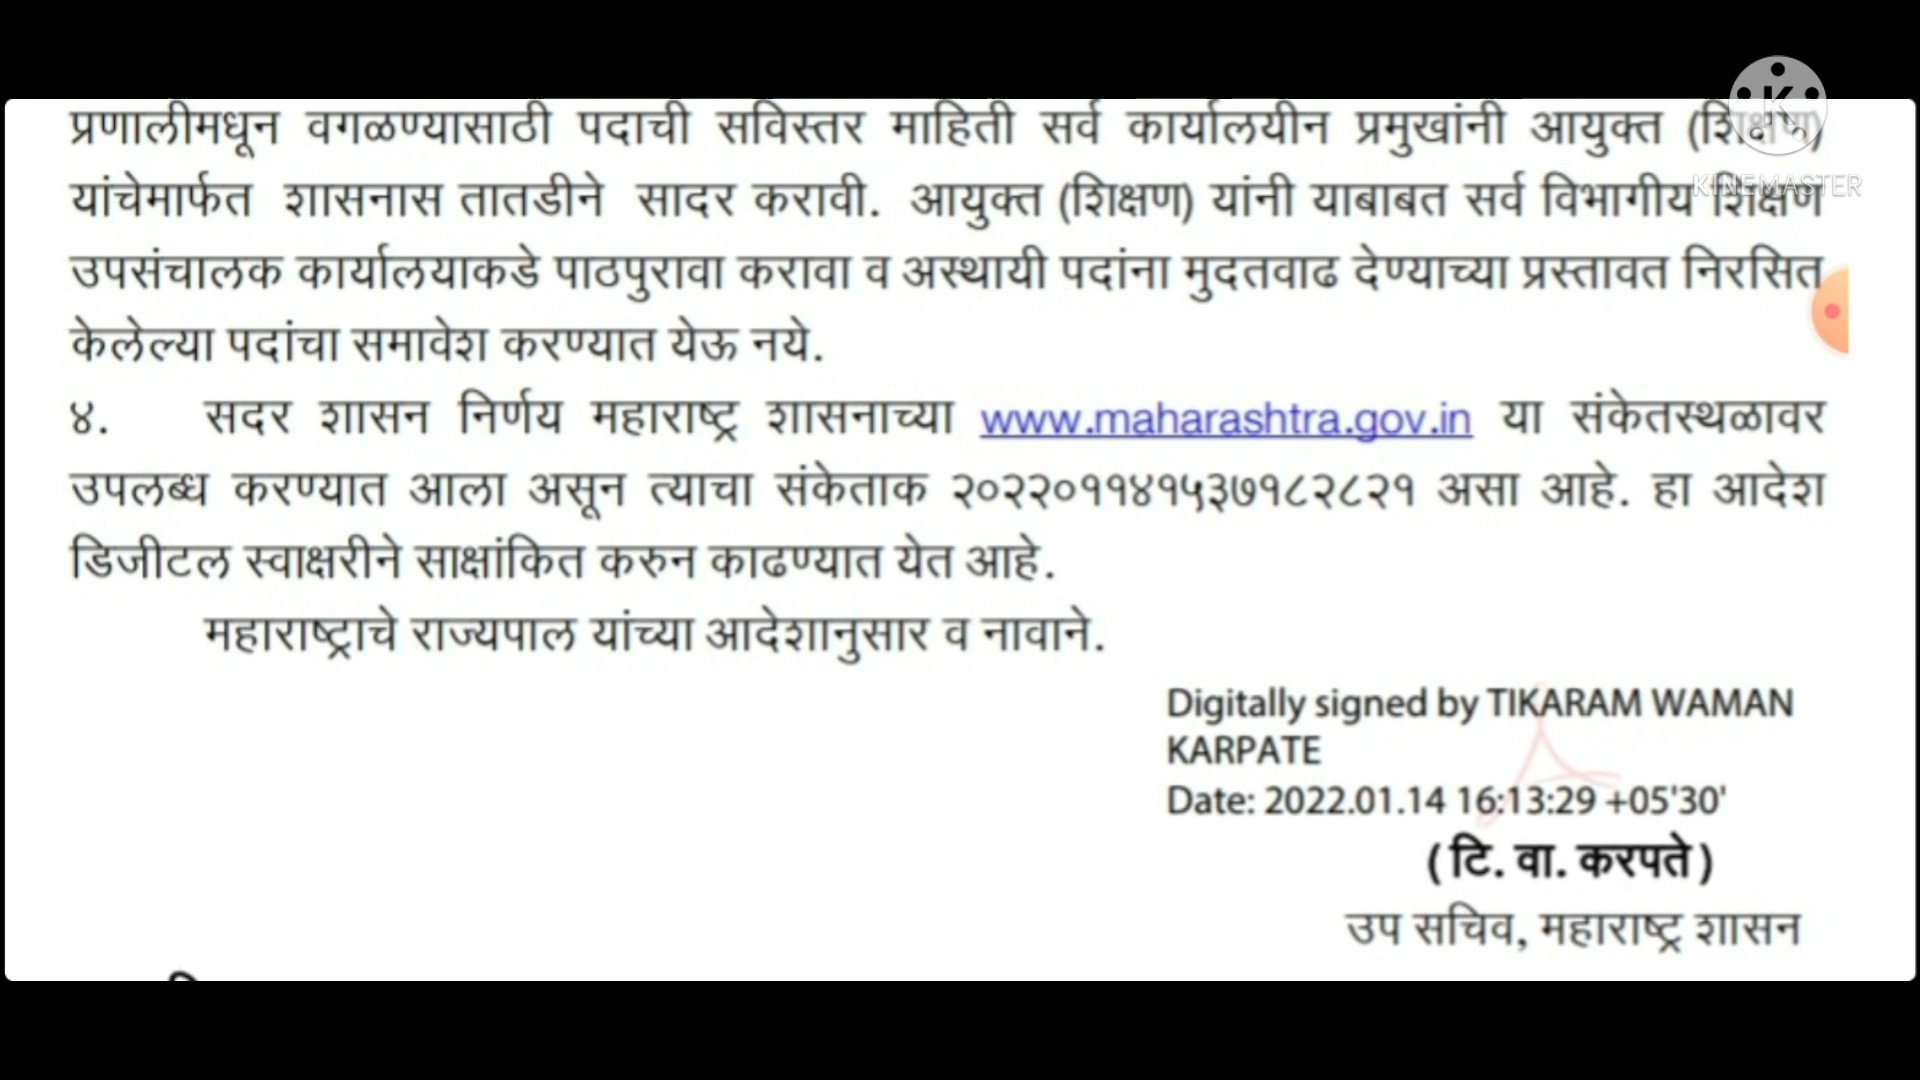 प्रणालीमधून वगळण्यासाठी पदाची सविस्तर माहिती सर्व कार्यालयीन प्रमुखांनी आयुक्त (शिक्षण)
यांचेमार्फत शासनास तातडीने सादर करावी. आयुक्त (शिक्षण) यांनी याबाबत सर्व विभागीय शिक्षण
उपसंचालक कार्यालयाकडे पाठपुरावा करावा व अस्थायी पदांना मुदतवाढ देण्याच्या प्रस्तावत निरसित
केलेल्या पदांचा समावेश करण्यात येऊ नये.
४. सदर शासन निर्णय महाराष्ट्र शासनाच्या www.maharashtra.gov.in या संकेतस्थळावर
उपलब्ध करण्यात आला असून त्याचा संकेताक २०२२०११४१५३७१८२८२१ असा आहे. हा आदेश
डिजीटल स्वाक्षरीने साक्षांकित करुन काढण्यात येत आहे.
महाराष्ट्राचे राज्यपाल यांच्या आदेशानुसार व नावाने.
Digitally signed by TIKARAM WAMAN
KARPATE
Date: 2022.01.14 16:13:29 +05'30'
( टि. वा. करपते )
उप सचिव, महाराष्ट्र शासन
K
KINEMASTER